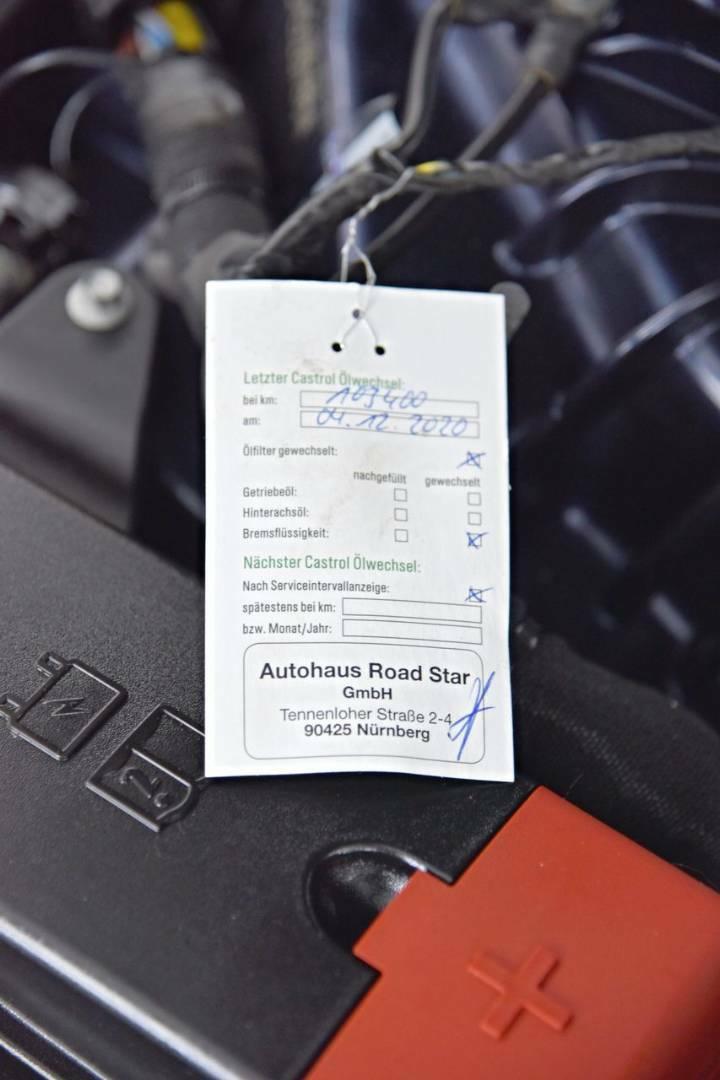 Letzter Castrol Ölwechsel:
bei km: 103400
am: 04.12.2020
Ölfilter gewechselt:
nachgefüllt gewechselt
Getriebeöl:
Hinterachsöl:
Bremsflüssigkeit:
Nächster Castrol Ölwechsel:
Nach Serviceintervallanzeige:
spätestens bei km:
bzw. Monat/Jahr:
Autohaus Road Star
GmbH
Tennenloher Straße 2-4
90425 Nürnberg